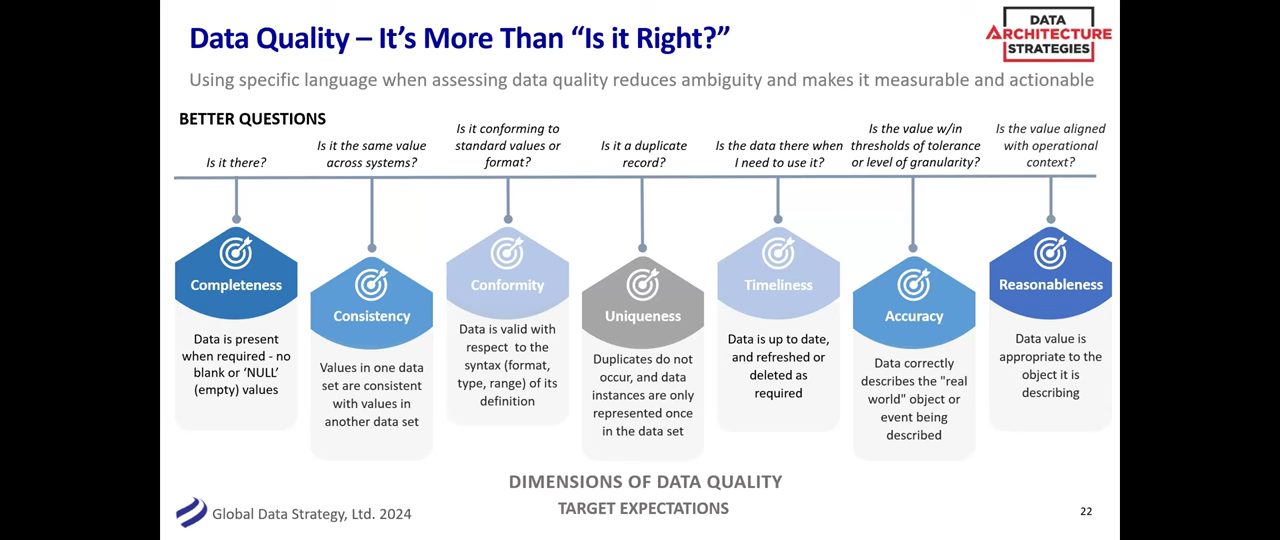 Data Quality – It's More Than "Is it Right?"
DATA
ARCHITECTURE
STRATEGIES
Using specific language when assessing data quality reduces ambiguity and makes it measurable and actionable
BETTER QUESTIONS
Is it there?
Is it the same value
across systems?
Is it conforming to
standard values or
format?
Is it a duplicate
record?
Is the data there when
I need to use it?
Is the value w/in
thresholds of tolerance
or level of granularity?
Is the value aligned
with operational
context?
Completeness
Data is present
when required - no
blank or 'NULL'
(empty) values
Consistency
Values in one data
set are consistent
with values in
another data set
Conformity
Data is valid with
respect to the
syntax (format,
type, range) of its
definition
Uniqueness
Duplicates do not
occur, and data
instances are only
represented once
in the data set
Timeliness
Data is up to date,
and refreshed or
deleted as
required
Accuracy
Data correctly
describes the "real
world" object or
event being
described
Reasonableness
Data value is
appropriate to the
object it is
describing
DIMENSIONS OF DATA QUALITY
TARGET EXPECTATIONS
Global Data Strategy, Ltd. 2024
22